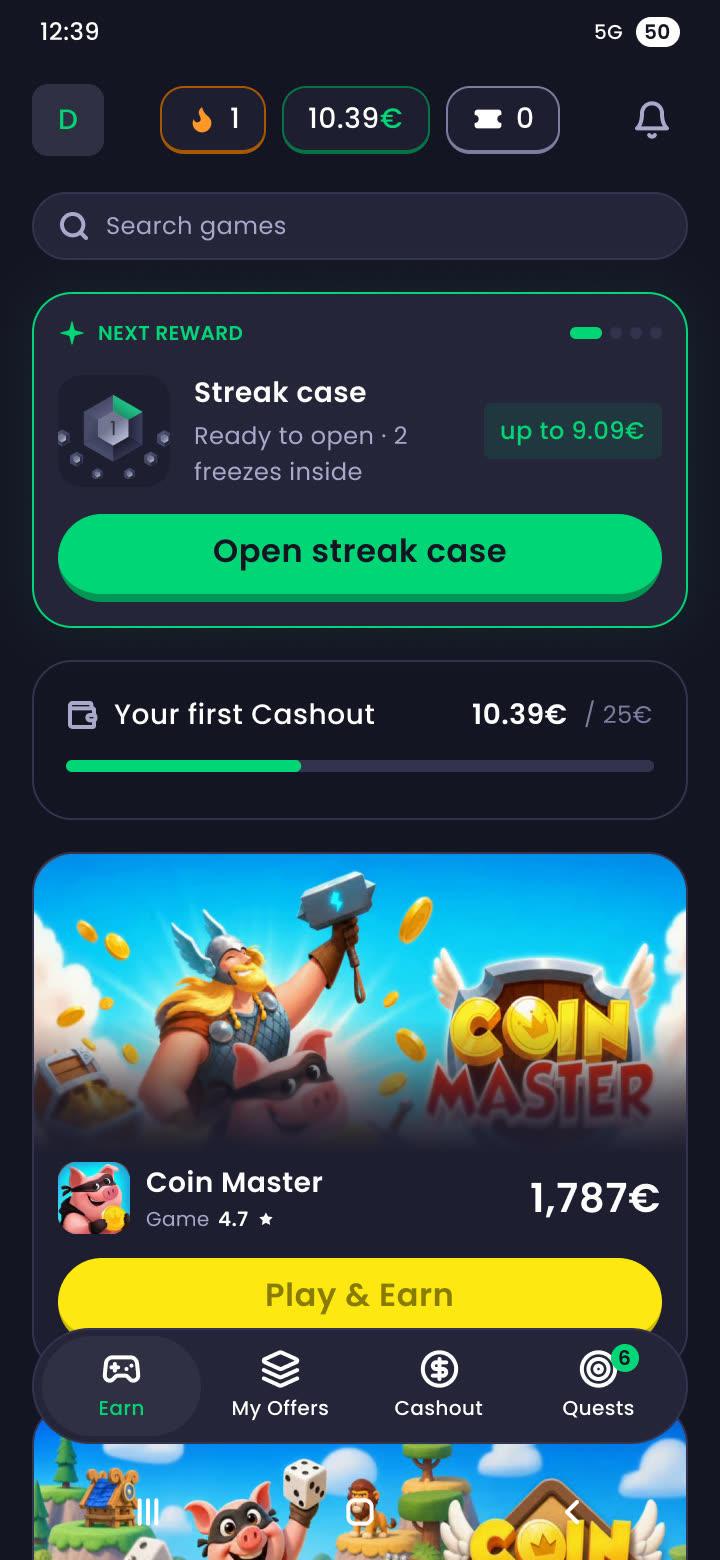 12:39
5G 50
D
1
10.39€
0
Search games
NEXT REWARD
1
Streak case
Ready to open · 2
freezes inside
up to 9.09€
Open streak case
Your first Cashout
10.39€ / 25€
COIN
MASTER
Coin Master
Game 4.7
1,787€
Play & Earn
6
Earn
My Offers
Cashout
Quests
COIN